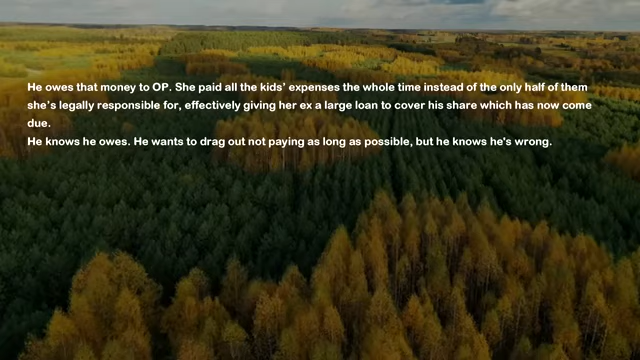 He owes that money to OP. She paid all the kids’ expenses the whole time instead of the only half of them
she’s legally responsible for, effectively giving her ex a large loan to cover his share which has now come
due.
He knows he owes. He wants to drag out not paying as long as possible, but he knows he's wrong.